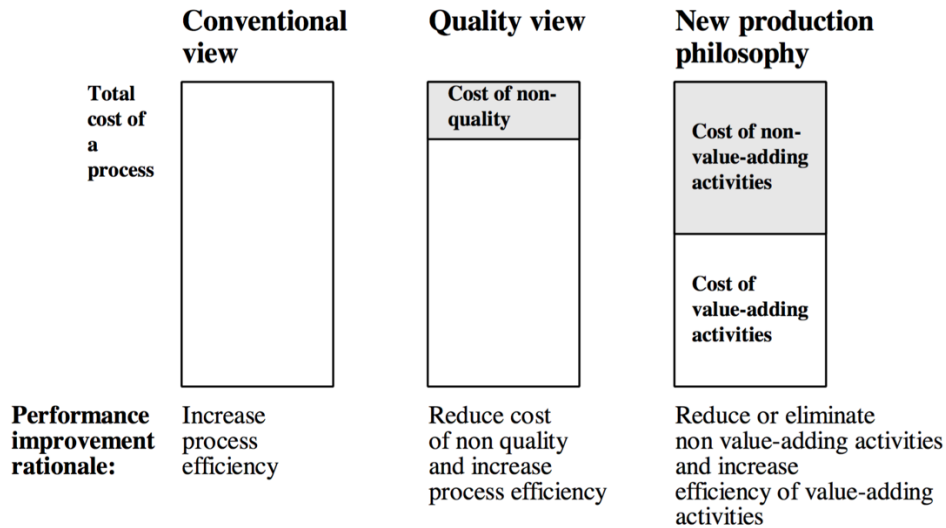 Conventional
view
Quality view
New production
philosophy
Total
cost of
a
process
Cost of non-
quality
Cost of non-
value-adding
activities
Cost of
value-adding
activities
Performance
improvement
rationale:
Increase
process
efficiency
Reduce cost
of non quality
and increase
process efficiency
Reduce or eliminate
non value-adding activities
and increase
efficiency of value-adding
activities